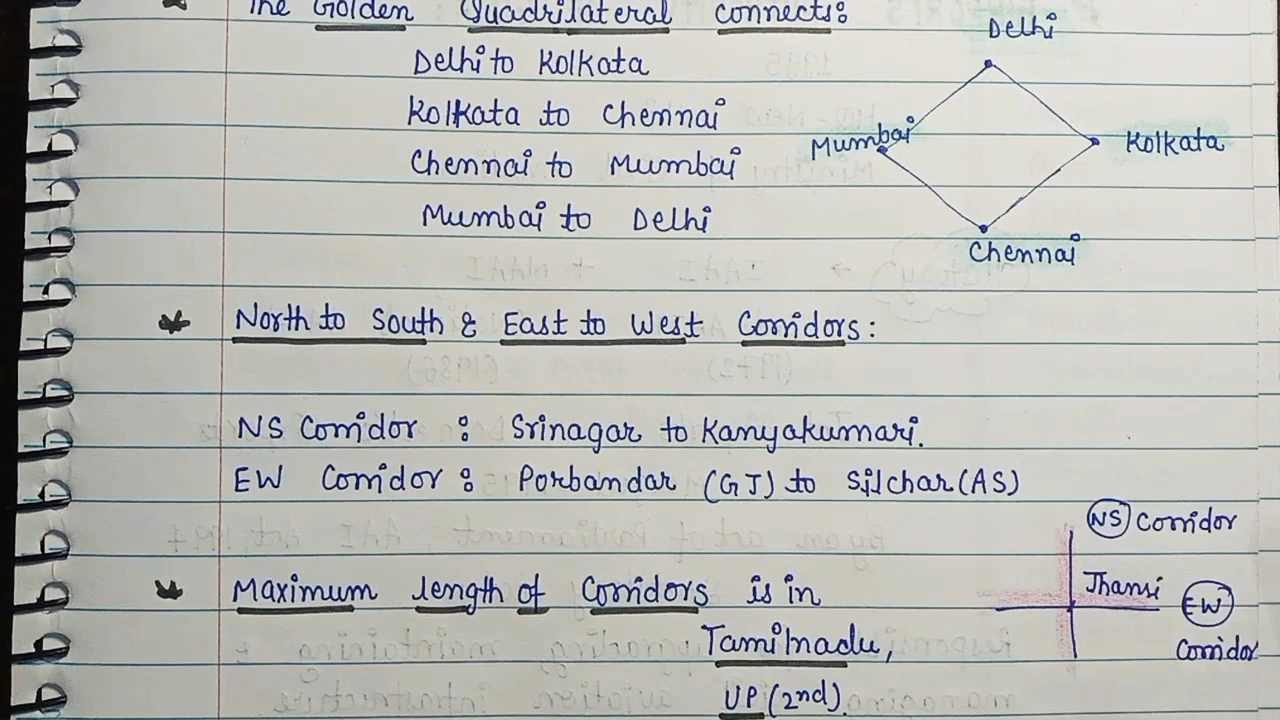 The Golden Quadrilateral connects:
Delhi to Kolkata
Kolkata to Chennai
Chennai to Mumbai
Mumbai to Delhi
Delhi
Mumbai
Kolkata
Chennai
North to South & East to West Corridors:
NS Corridor : Srinagar to Kanyakumari.
EW Corridor : Porbandar (GJ) to Silchar (AS)
NS Corridor
Jhansi
EW
Corridor
Maximum length of Corridors is in
Tamilnadu,
UP (2nd).